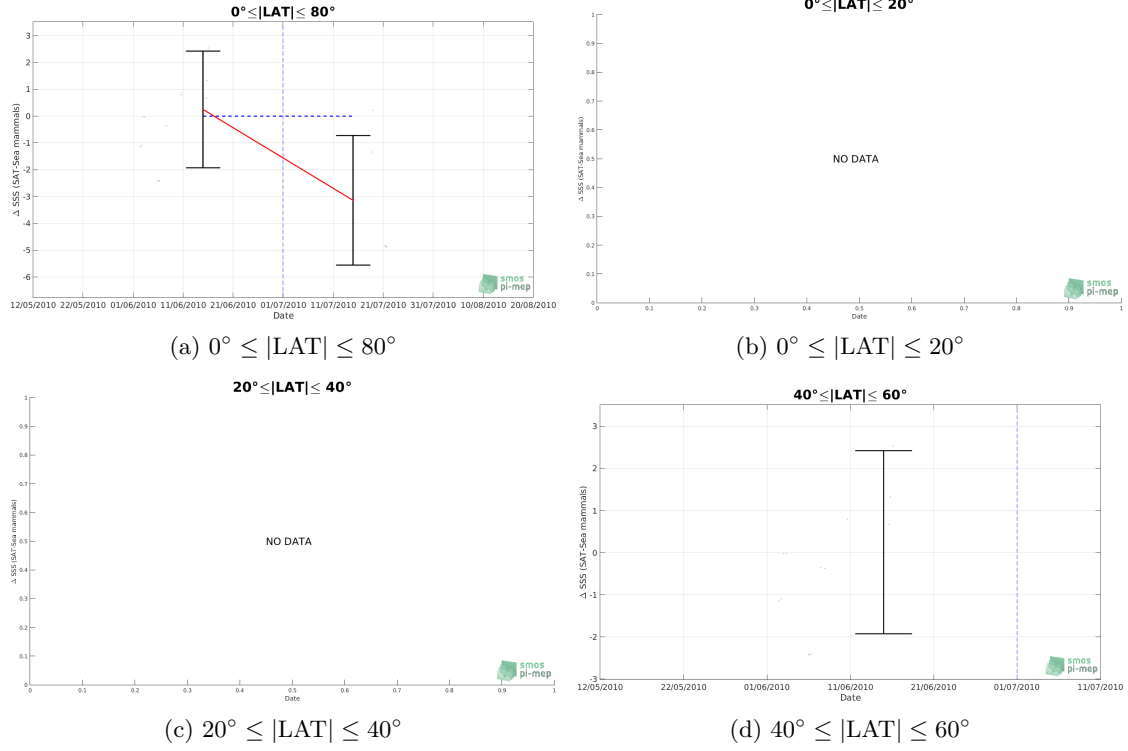 0°≤|LAT|≤ 80°
3
2
1
0
-1
-2
-3
-4
-5
-6
Δ SSS (SAT-Sea mammals)
12/05/2010 22/05/2010 01/06/2010 11/06/2010 21/06/2010 01/07/2010 11/07/2010 21/07/2010 31/07/2010 10/08/2010 20/08/2010
Date
smos
pi-mep
(a) 0° ≤ |LAT| ≤ 80°
0°≤|LAT|≤ 20°
1
0.9
0.8
0.7
0.6
0.5
0.4
0.3
0.2
0.1
0
Δ SSS (SAT-Sea mammals)
NO DATA
0 0.1 0.2 0.3 0.4 0.5 0.6 0.7 0.8 0.9 1
Date
smos
pi-mep
(b) 0° ≤ |LAT| ≤ 20°
20°≤|LAT|≤ 40°
1
0.9
0.8
0.7
0.6
0.5
0.4
0.3
0.2
0.1
0
Δ SSS (SAT-Sea mammals)
NO DATA
0 0.1 0.2 0.3 0.4 0.5 0.6 0.7 0.8 0.9 1
Date
smos
pi-mep
(c) 20° ≤ |LAT| ≤ 40°
40°≤|LAT|≤ 60°
3
2
1
0
-1
-2
-3
Δ SSS (SAT-Sea mammals)
12/05/2010 22/05/2010 01/06/2010 11/06/2010 21/06/2010 01/07/2010 11/07/2010
Date
smos
pi-mep
(d) 40° ≤ |LAT| ≤ 60°